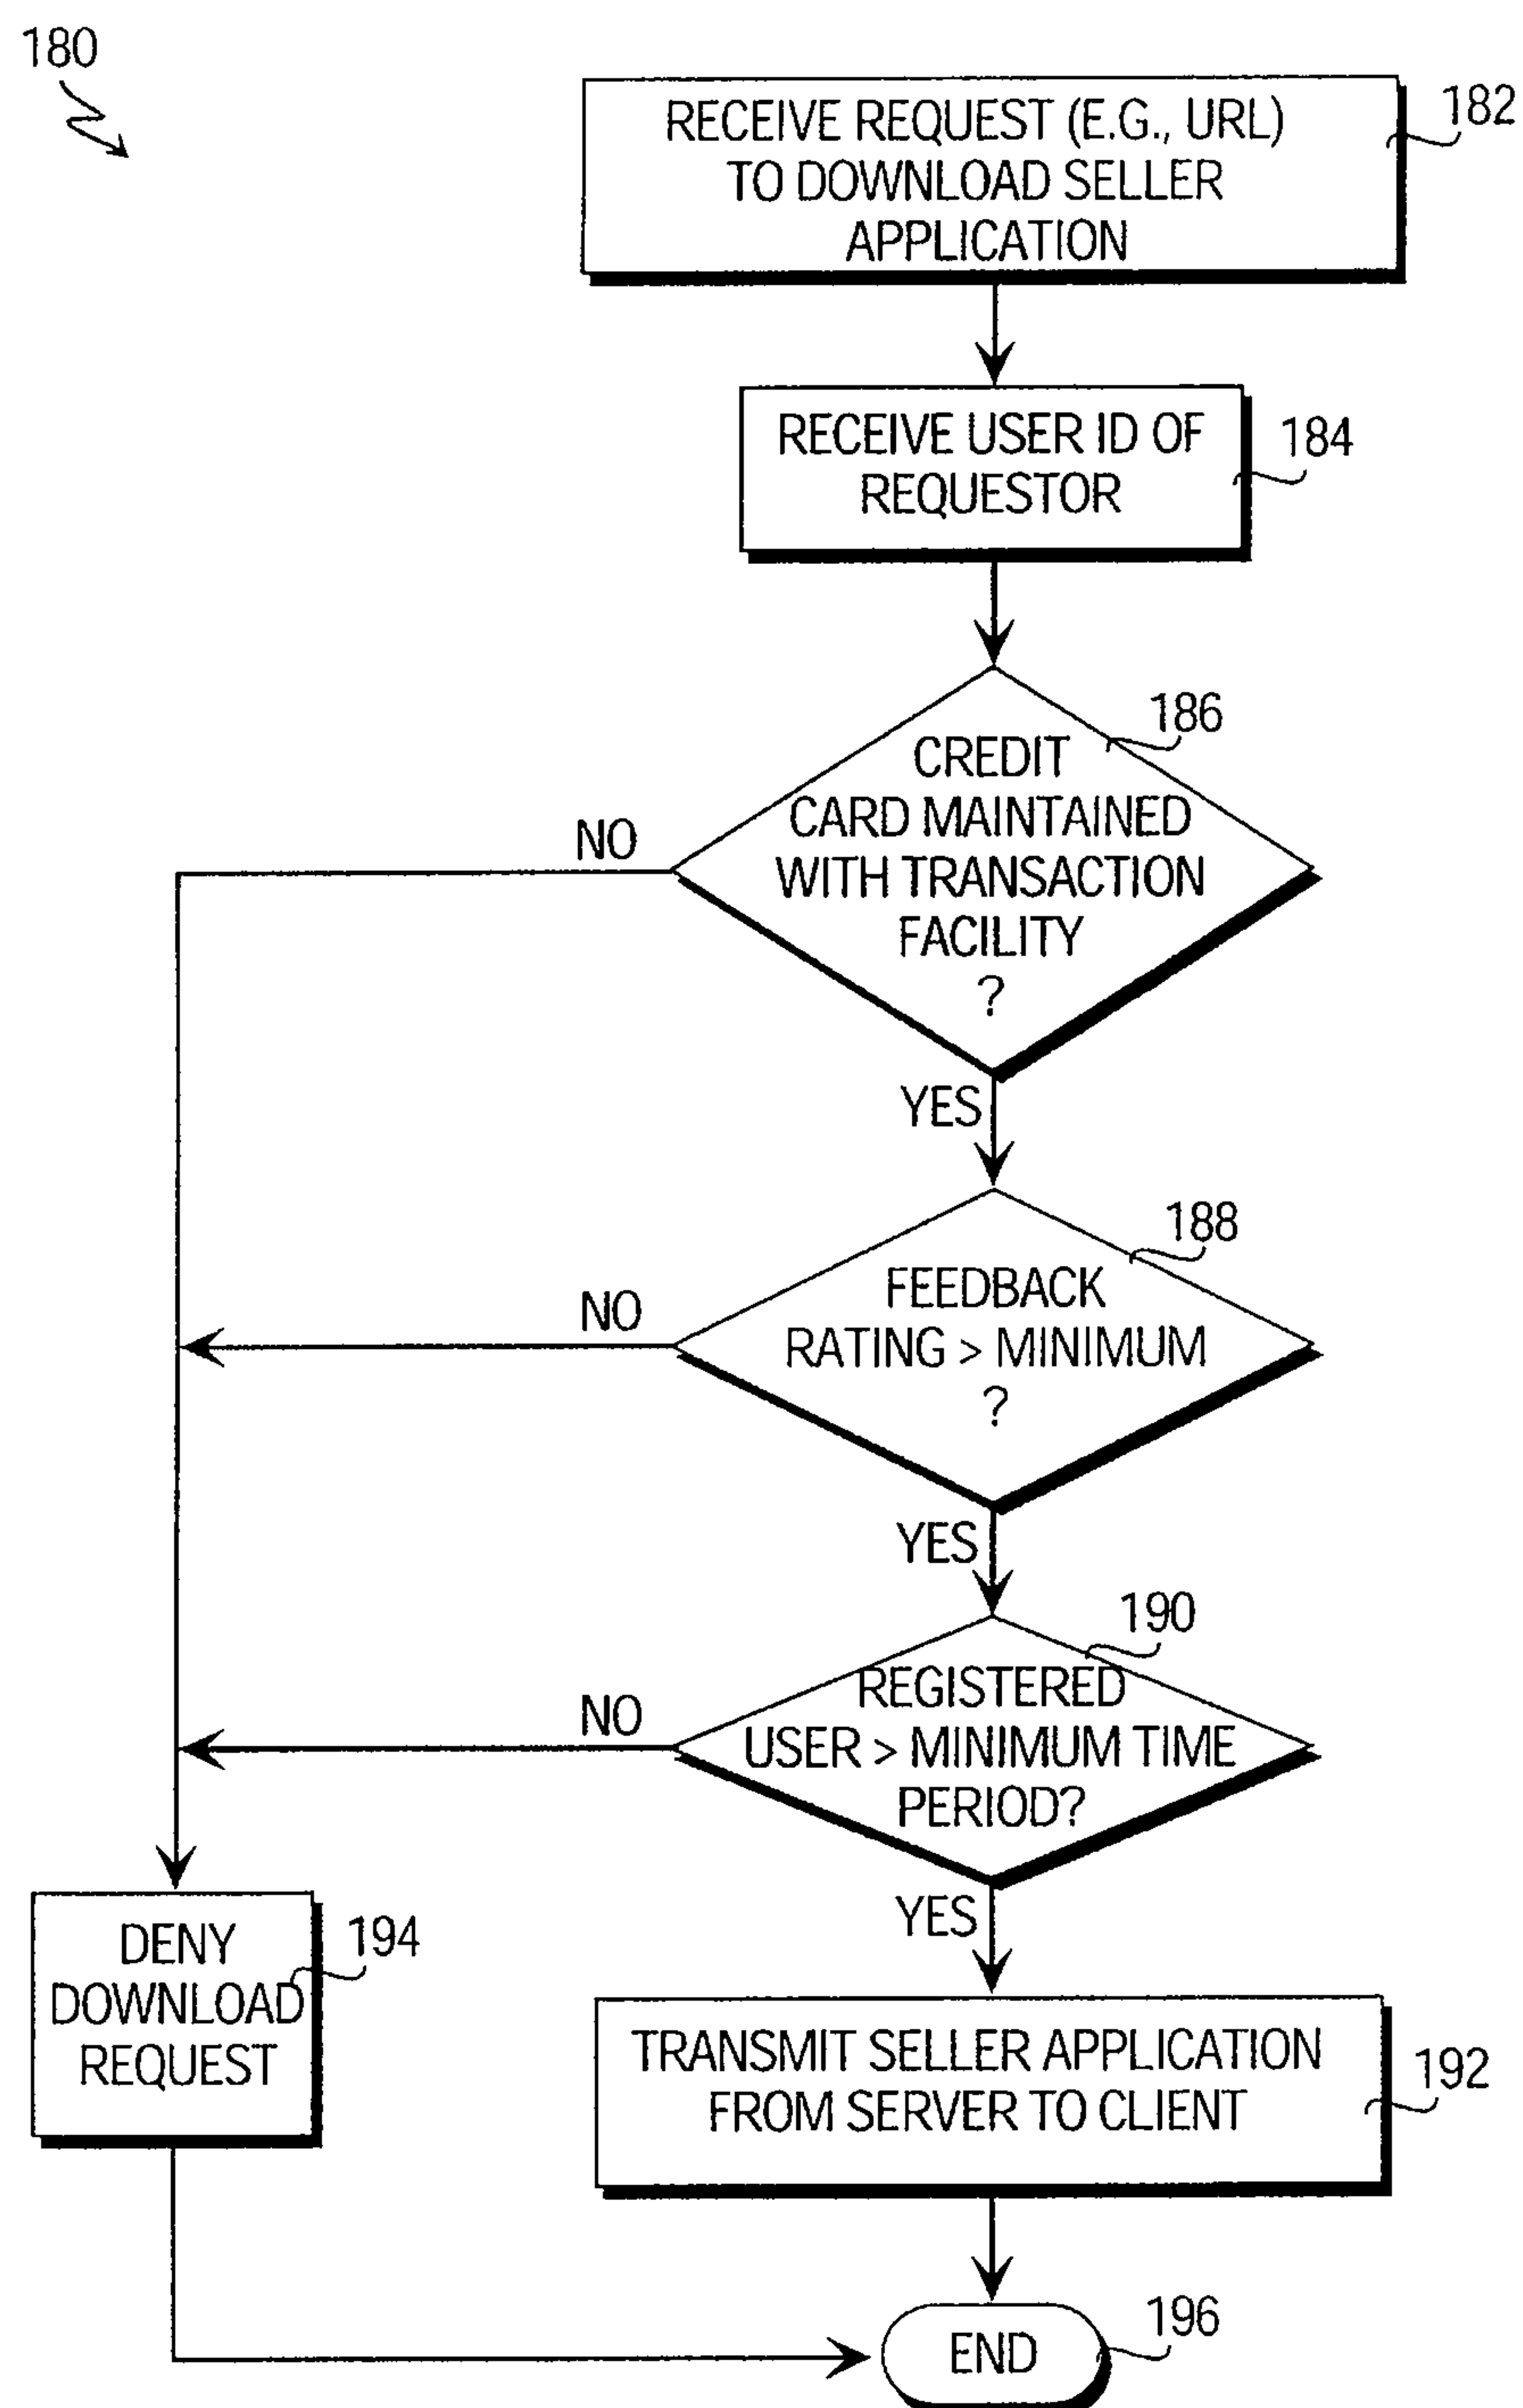 180
RECEIVE REQUEST (E.G., URL)
TO DOWNLOAD SELLER
APPLICATION
182
RECEIVE USER ID OF
REQUESTOR
184
186
CREDIT
CARD MAINTAINED
WITH TRANSACTION
FACILITY
?
NO
YES
188
FEEDBACK
RATING > MINIMUM
?
NO
YES
190
REGISTERED
USER > MINIMUM TIME
PERIOD?
NO
YES
DENY
DOWNLOAD
REQUEST
194
TRANSMIT SELLER APPLICATION
FROM SERVER TO CLIENT
192
END
196